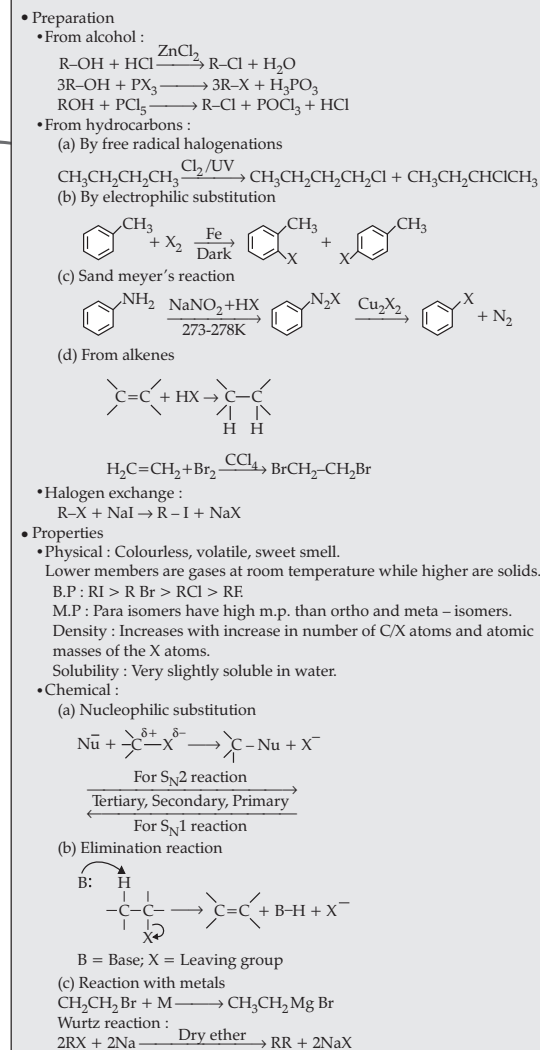 • Preparation
•From alcohol :
R–OH + HCl —ZnCl₂→ R–Cl + H₂O
3R–OH + PX₃ ⟶ 3R–X + H₃PO₃
ROH + PCl₅ ⟶ R–Cl + POCl₃ + HCl
•From hydrocarbons :
(a) By free radical halogenations
CH₃CH₂CH₂CH₃ —Cl₂/UV→ CH₃CH₂CH₂CH₂Cl + CH₃CH₂CHClCH₃
(b) By electrophilic substitution
CH₃ + X₂ —Fe/Dark→ CH₃ X + CH₃ X
(c) Sand meyer's reaction
NH₂ —NaNO₂+HX/273-278K→ N₂X —Cu₂X₂→ X + N₂
(d) From alkenes
C=C + HX → C–C
H H
H₂C=CH₂+Br₂ —CCl₄→ BrCH₂–CH₂Br
•Halogen exchange :
R–X + NaI → R – I + NaX
• Properties
•Physical : Colourless, volatile, sweet smell.
Lower members are gases at room temperature while higher are solids.
B.P : RI > R Br > RCl > RF.
M.P : Para isomers have high m.p. than ortho and meta – isomers.
Density : Increases with increase in number of C/X atoms and atomic
masses of the X atoms.
Solubility : Very slightly soluble in water.
•Chemical :
(a) Nucleophilic substitution
Nu⁻ + C^δ+–X^δ– ⟶ C – Nu + X⁻
For Sₙ2 reaction
Tertiary, Secondary, Primary
For Sₙ1 reaction
(b) Elimination reaction
B: H
–C–C– ⟶ C=C + B–H + X⁻
X
B = Base; X = Leaving group
(c) Reaction with metals
CH₂CH₂Br + M ⟶ CH₃CH₂Mg Br
Wurtz reaction :
2RX + 2Na —Dry ether→ RR + 2NaX